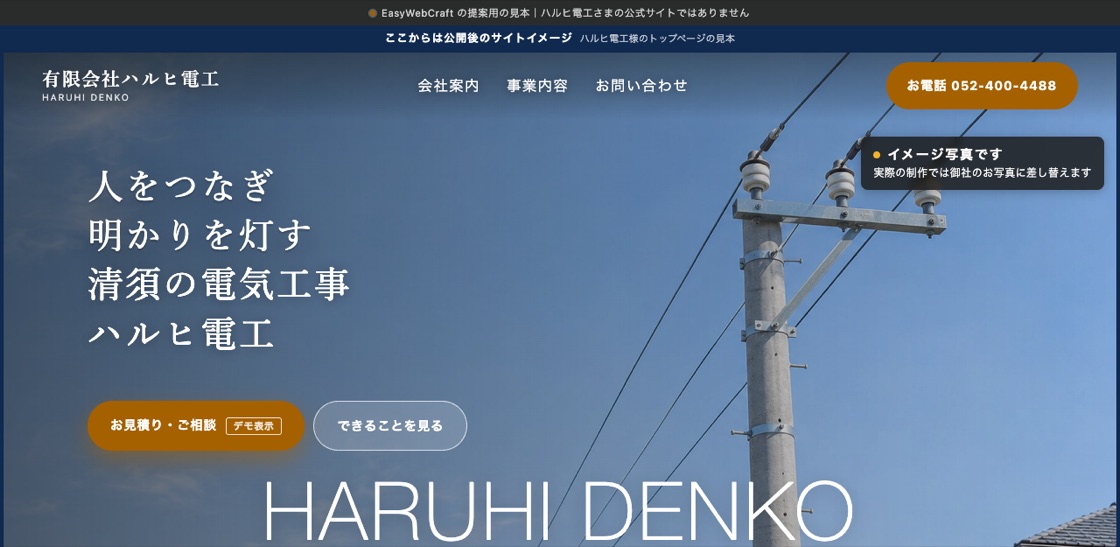 EasyWebCraft の提案用の見本｜ハルヒ電工さまの公式サイトではありません
ここからは公開後のサイトイメージ ハルヒ電工様のトップページの見本
有限会社ハルヒ電工
HARUHI DENKO
会社案内 事業内容 お問い合わせ
お電話 052-400-4488
イメージ写真です
実際の制作では御社のお写真に差し替えます
人をつなぎ
明かりを灯す
清須の電気工事
ハルヒ電工
お見積り・ご相談 デモ表示
できることを見る
HARUHI DENKO